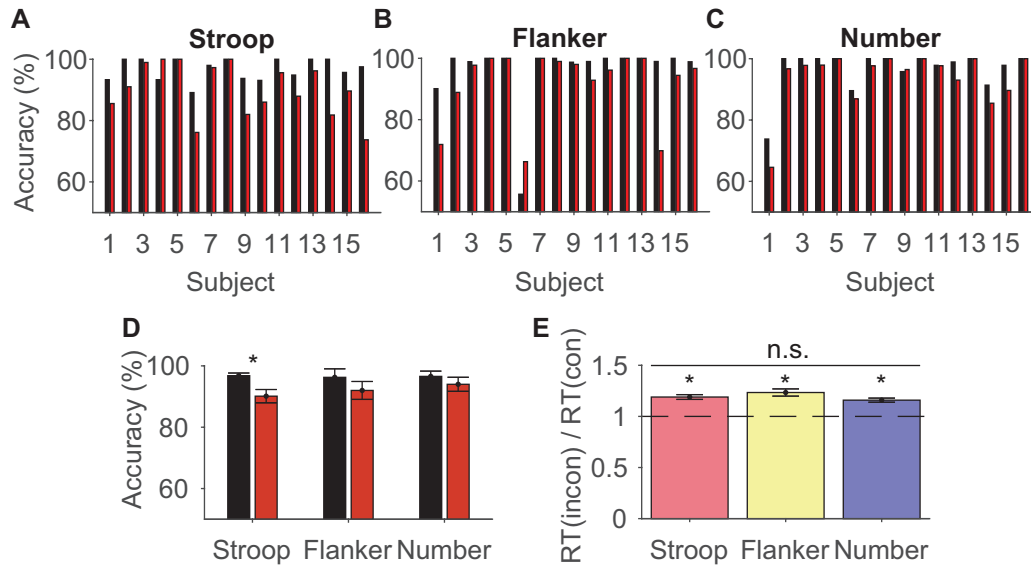 A
Stroop
Accuracy (%)
100
80
60
1 3 5 7 9 11 13 15
Subject
B
Flanker
100
80
60
1 3 5 7 9 11 13 15
Subject
C
Number
100
80
60
1 3 5 7 9 11 13 15
Subject
D
Accuracy (%)
100
80
60
*
Stroop Flanker Number
E
RT(incon) / RT(con)
1.5
1
0.5
0
n.s.
* * *
Stroop Flanker Number